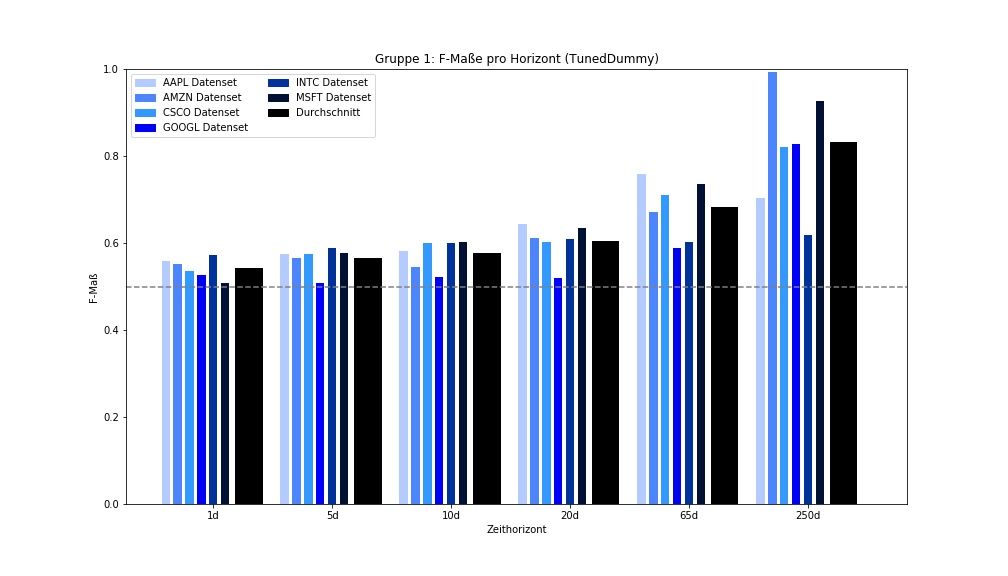 Gruppe 1: F-Maße pro Horizont (TunedDummy)
AAPL Datenset
AMZN Datenset
CSCO Datenset
GOOGL Datenset
INTC Datenset
MSFT Datenset
Durchschnitt
F-Maß
1.0
0.8
0.6
0.4
0.2
0.0
1d 5d 10d 20d 65d 250d
Zeithorizont